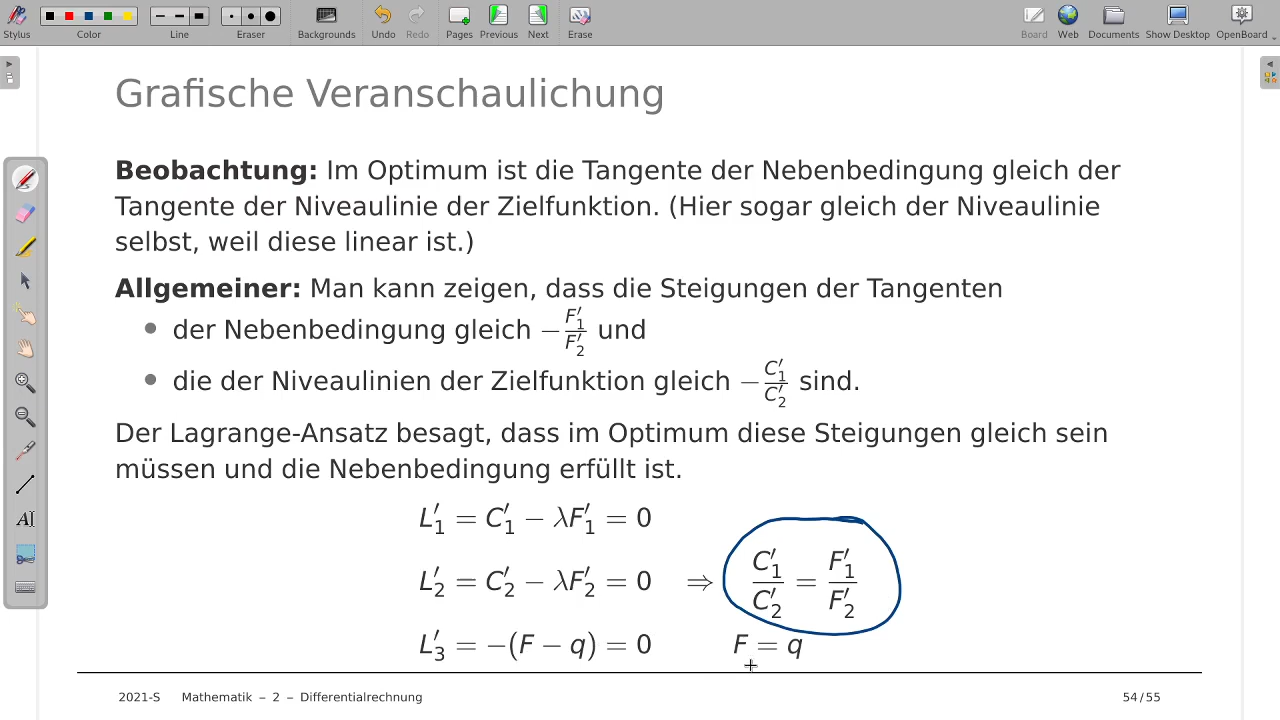 Stylus Color Line Eraser Backgrounds Undo Redo Pages Previous Next Erase Board Web Documents Show Desktop OpenBoard
Grafische Veranschaulichung
Beobachtung: Im Optimum ist die Tangente der Nebenbedingung gleich der
Tangente der Niveaulinie der Zielfunktion. (Hier sogar gleich der Niveaulinie
selbst, weil diese linear ist.)
Allgemeiner: Man kann zeigen, dass die Steigungen der Tangenten
• der Nebenbedingung gleich −F′₁/F′₂ und
• die der Niveaulinien der Zielfunktion gleich −C′₁/C′₂ sind.
Der Lagrange-Ansatz besagt, dass im Optimum diese Steigungen gleich sein
müssen und die Nebenbedingung erfüllt ist.
L′₁ = C′₁ − λF′₁ = 0
L′₂ = C′₂ − λF′₂ = 0 ⇒ C′₁/C′₂ = F′₁/F′₂
L′₃ = −(F − q) = 0 F = q
2021-S Mathematik – 2 – Differentialrechnung 54/55